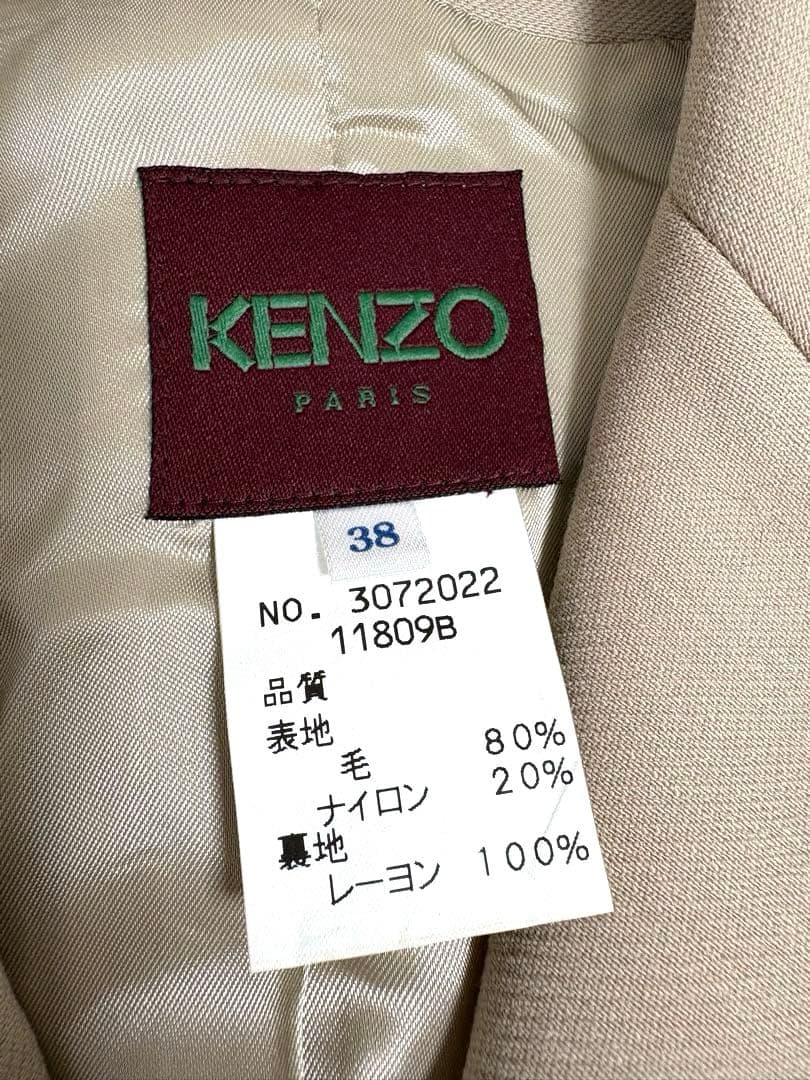 KENZO
PARIS
38
NO. 3072022
11809B
品質
表地
毛 80%
ナイロン 20%
裏地
レーヨン 100%